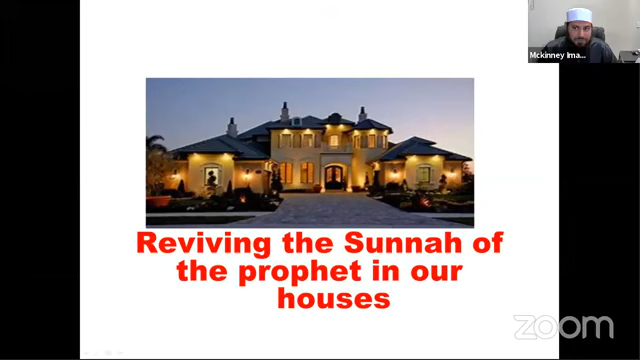 Mckinney Ima...
Reviving the Sunnah of
the prophet in our
houses
zoom